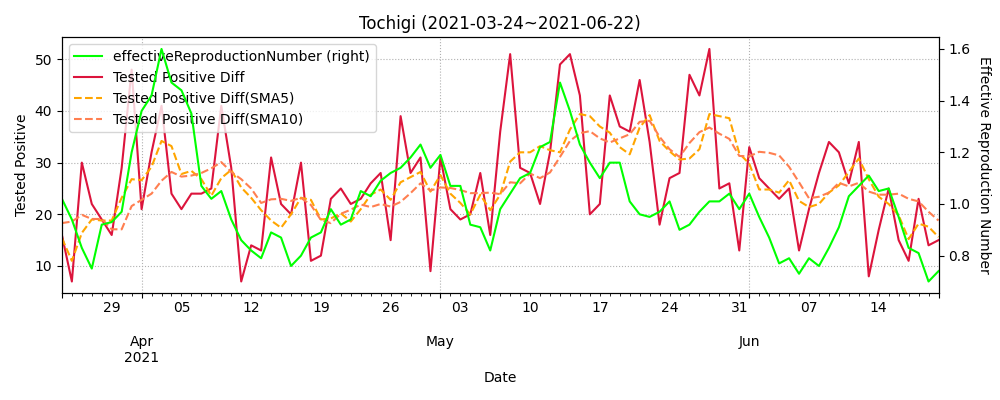 Tochigi (2021-03-24~2021-06-22)
effectiveReproductionNumber (right)
Tested Positive Diff
Tested Positive Diff(SMA5)
Tested Positive Diff(SMA10)
Tested Positive
50
40
30
20
10
1.6
1.4
1.2
1.0
0.8
Effective Reproduction Number
29 05 12 19 26 03 10 17 24 31 07 14
Apr May Jun
2021
Date